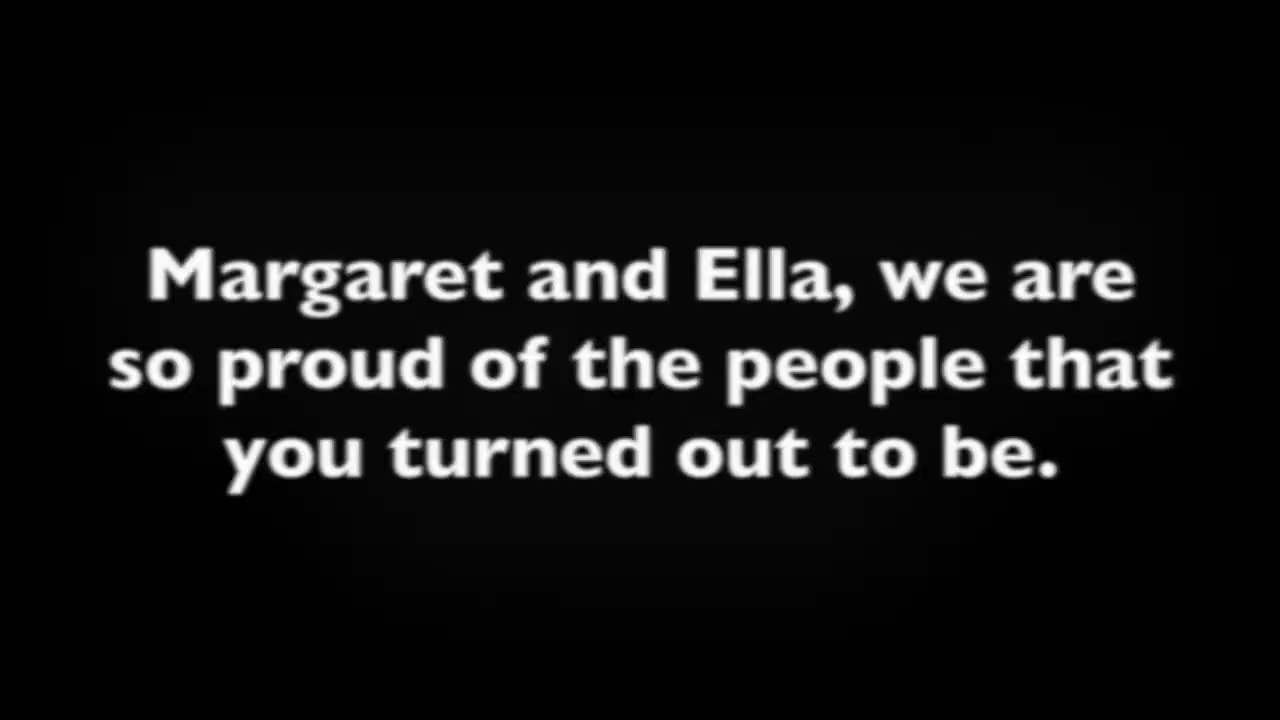 Margaret and Ella, we are
so proud of the people that
you turned out to be.